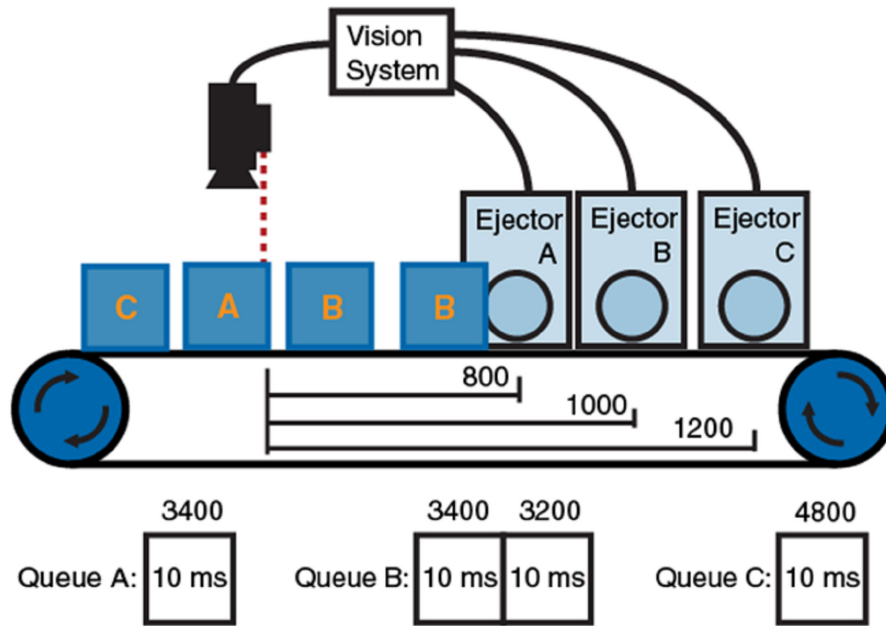 Vision
System
Ejector
A
Ejector
B
Ejector
C
C
A
B
B
800
1000
1200
3400
3400 3200
4800
Queue A: 10 ms
Queue B: 10 ms 10 ms
Queue C: 10 ms